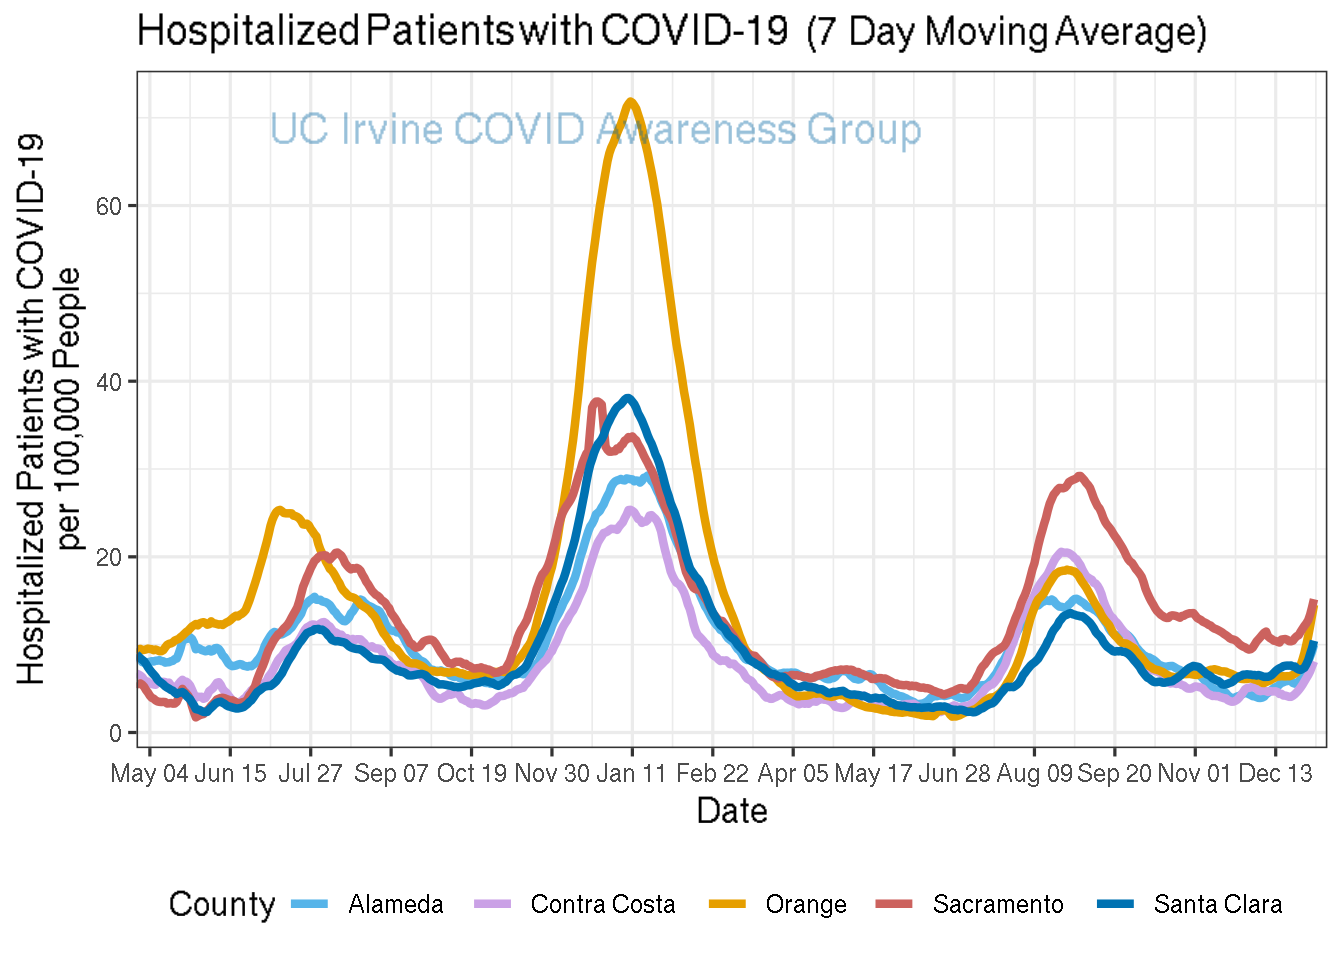 Hospitalized Patients with COVID-19 (7 Day Moving Average)
UC Irvine COVID Awareness Group
Hospitalized Patients with COVID-19
per 100,000 People
60
40
20
0
May 04 Jun 15 Jul 27 Sep 07 Oct 19 Nov 30 Jan 11 Feb 22 Apr 05 May 17 Jun 28 Aug 09 Sep 20 Nov 01 Dec 13
Date
County Alameda Contra Costa Orange Sacramento Santa Clara